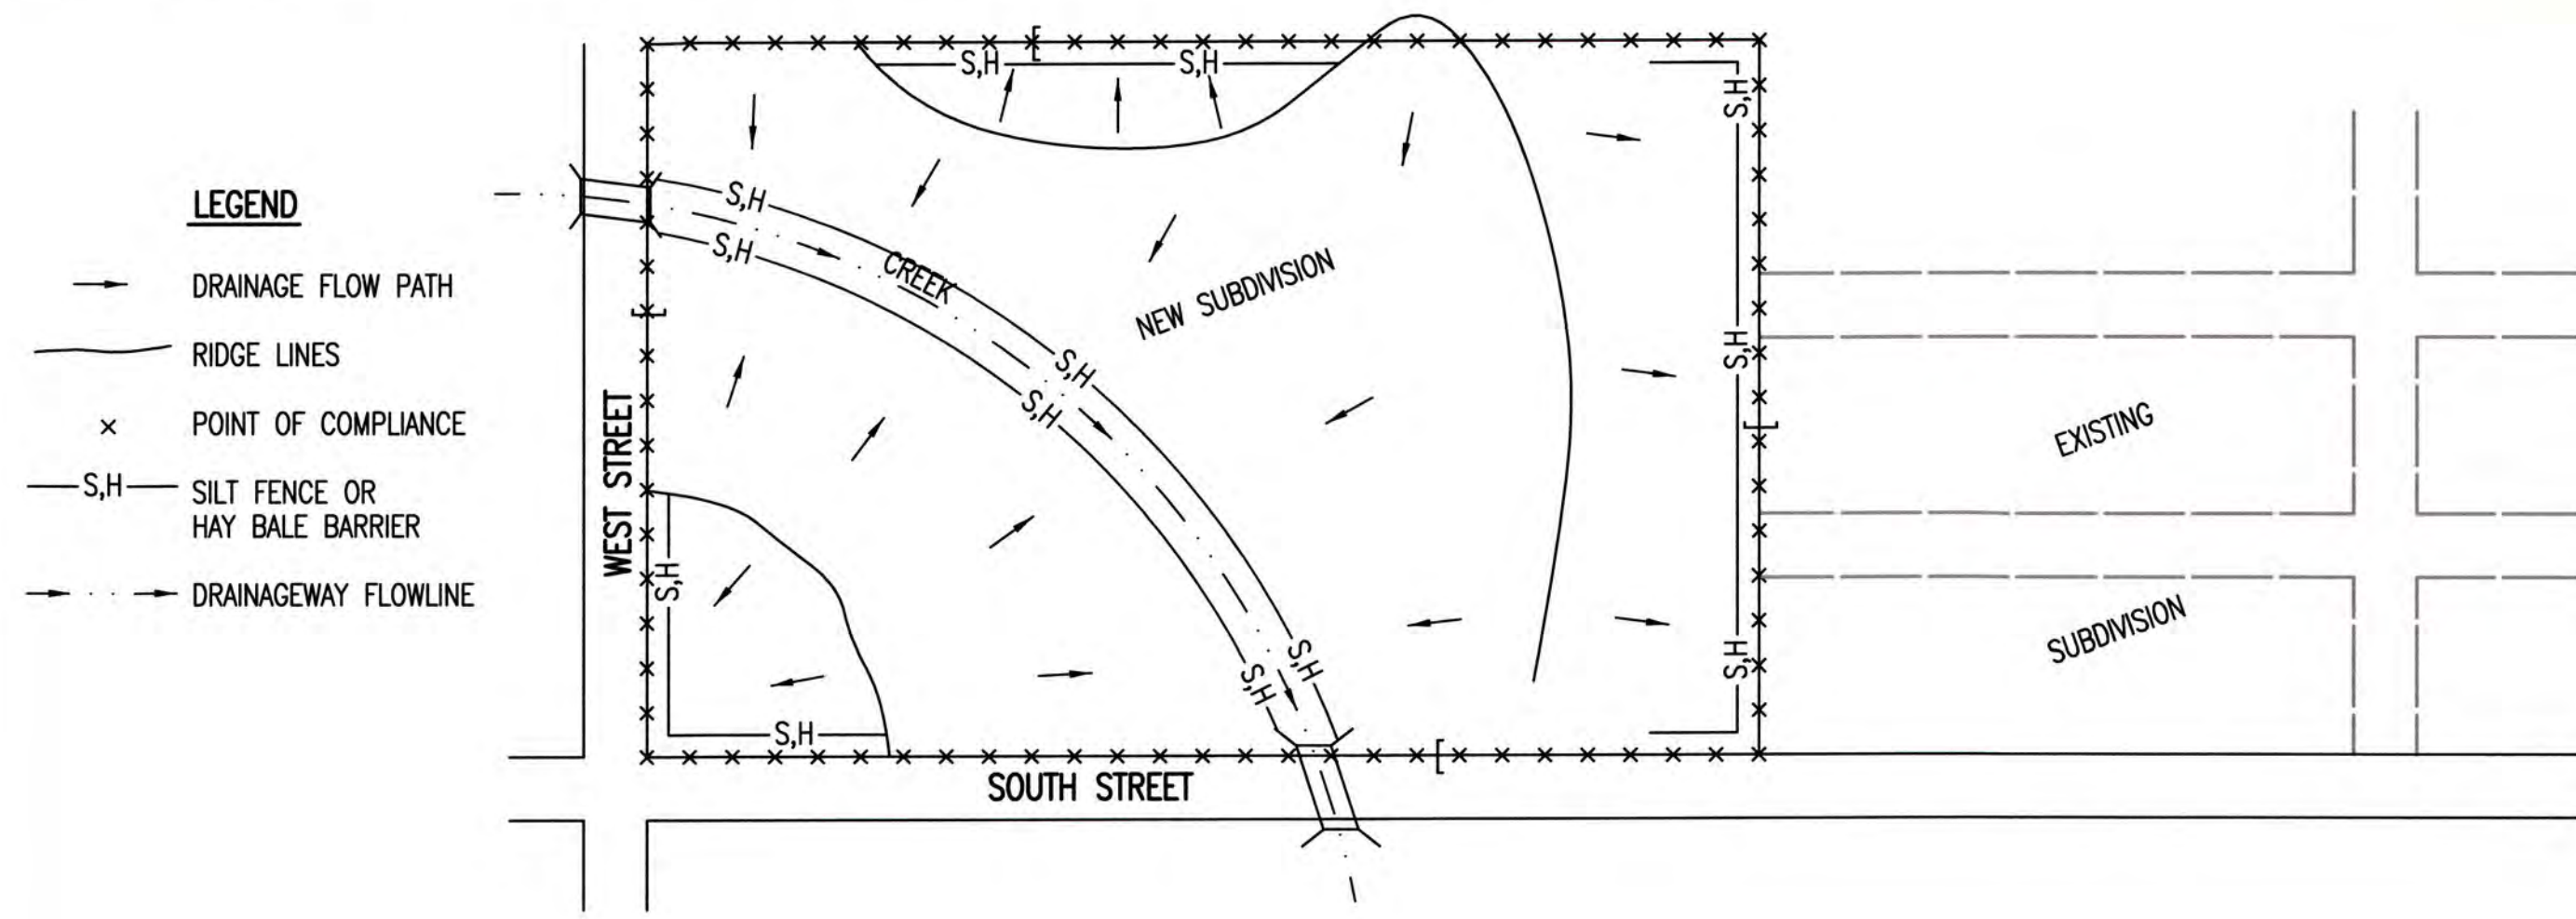 LEGEND
DRAINAGE FLOW PATH
RIDGE LINES
POINT OF COMPLIANCE
S,H
SILT FENCE OR
HAY BALE BARRIER
DRAINAGEWAY FLOWLINE
S,H
S,H
S,H
S,H
S,H
CREEK
NEW SUBDIVISION
S,H
S,H
S,H
WEST STREET
S,H
S,H
S,H
S,H
S,H
S,H
SOUTH STREET
EXISTING
SUBDIVISION